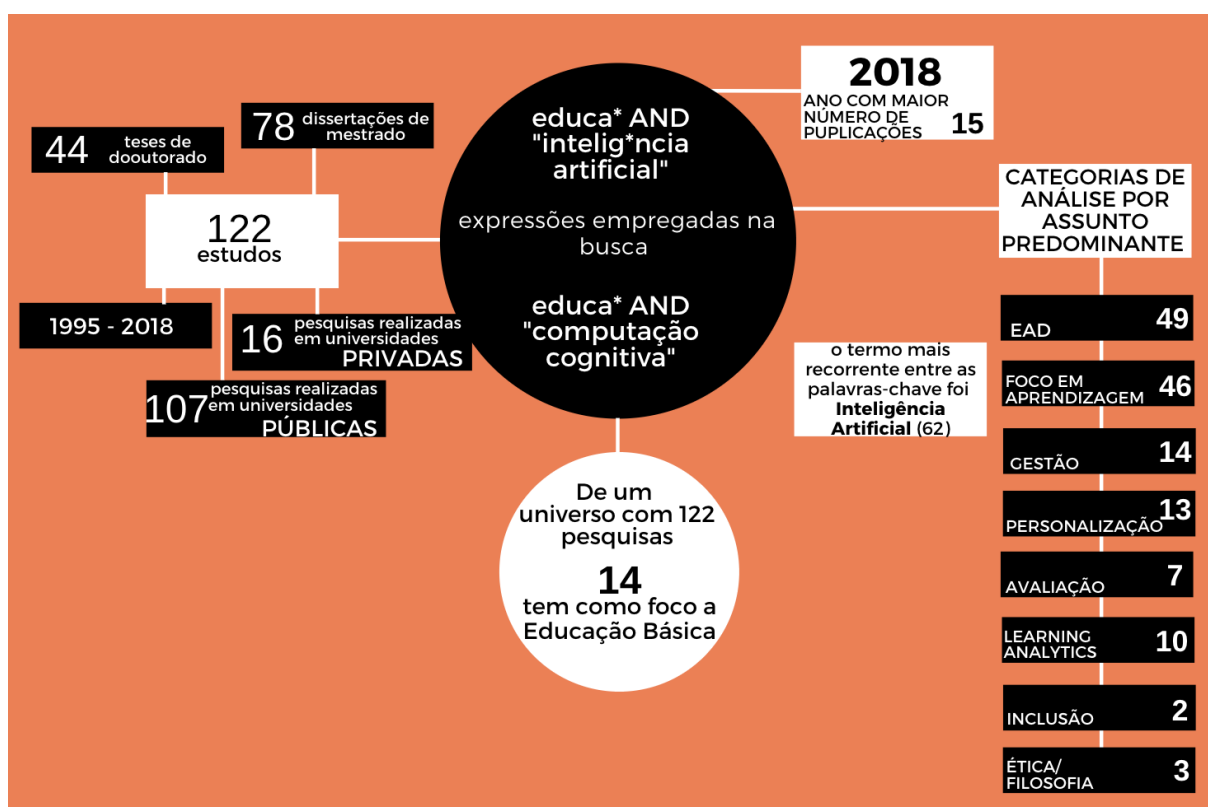 44
teses de
dooutorado
78
dissertações de
mestrado
122
estudos
1995 - 2018
16
pesquisas realizadas
em universidades
PRIVADAS
107
pesquisas realizadas
em universidades
PÚBLICAS
educa* AND
"intelig*ncia
artificial"
expressões empregadas na
busca
educa* AND
"computação
cognitiva"
De um
universo com 122
pesquisas
14
tem como foco a
Educação Básica
2018
ANO COM MAIOR
NÚMERO DE
PUPLICAÇÕES 15
o termo mais
recorrente entre as
palavras-chave foi
Inteligência
Artificial (62)
CATEGORIAS DE
ANÁLISE POR
ASSUNTO
PREDOMINANTE
EAD 49
FOCO EM
APRENDIZAGEM 46
GESTÃO 14
PERSONALIZAÇÃO 13
AVALIAÇÃO 7
LEARNING
ANALYTICS 10
INCLUSÃO 2
ÉTICA/
FILOSOFIA 3